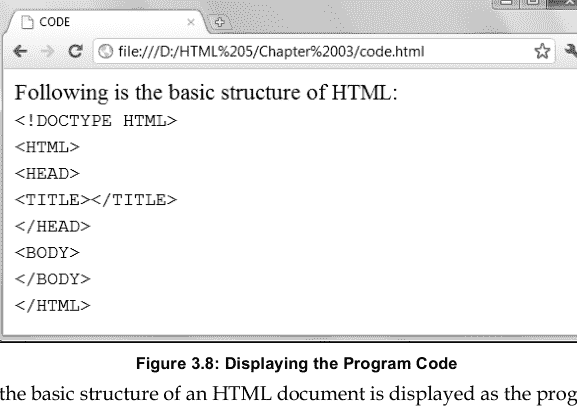 CODE
file:///D:/HTML%205/Chapter%2003/code.html
Following is the basic structure of HTML:
<!DOCTYPE HTML>
<HTML>
<HEAD>
<TITLE></TITLE>
</HEAD>
<BODY>
</BODY>
</HTML>
Figure 3.8: Displaying the Program Code
the basic structure of an HTML document is displayed as the